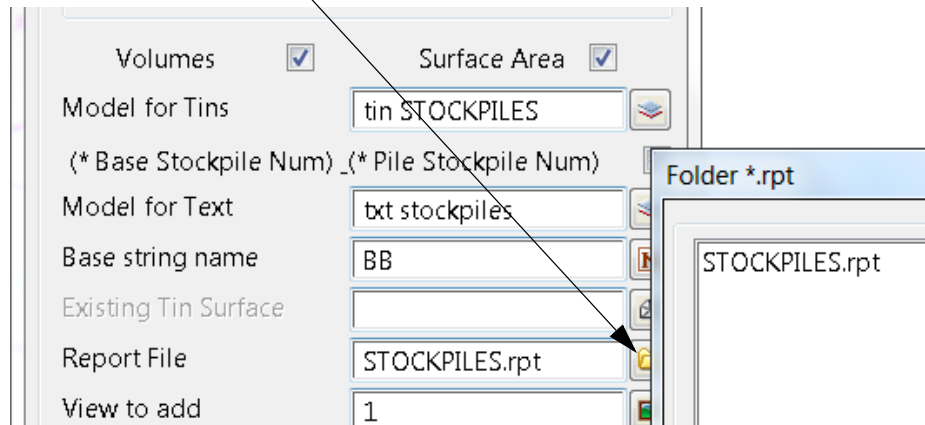 Volumes Surface Area
Model for Tins tin STOCKPILES
(* Base Stockpile Num) _(* Pile Stockpile Num)
Folder *.rpt
Model for Text txt stockpiles
Base string name BB
STOCKPILES.rpt
Existing Tin Surface
Report File STOCKPILES.rpt
View to add 1